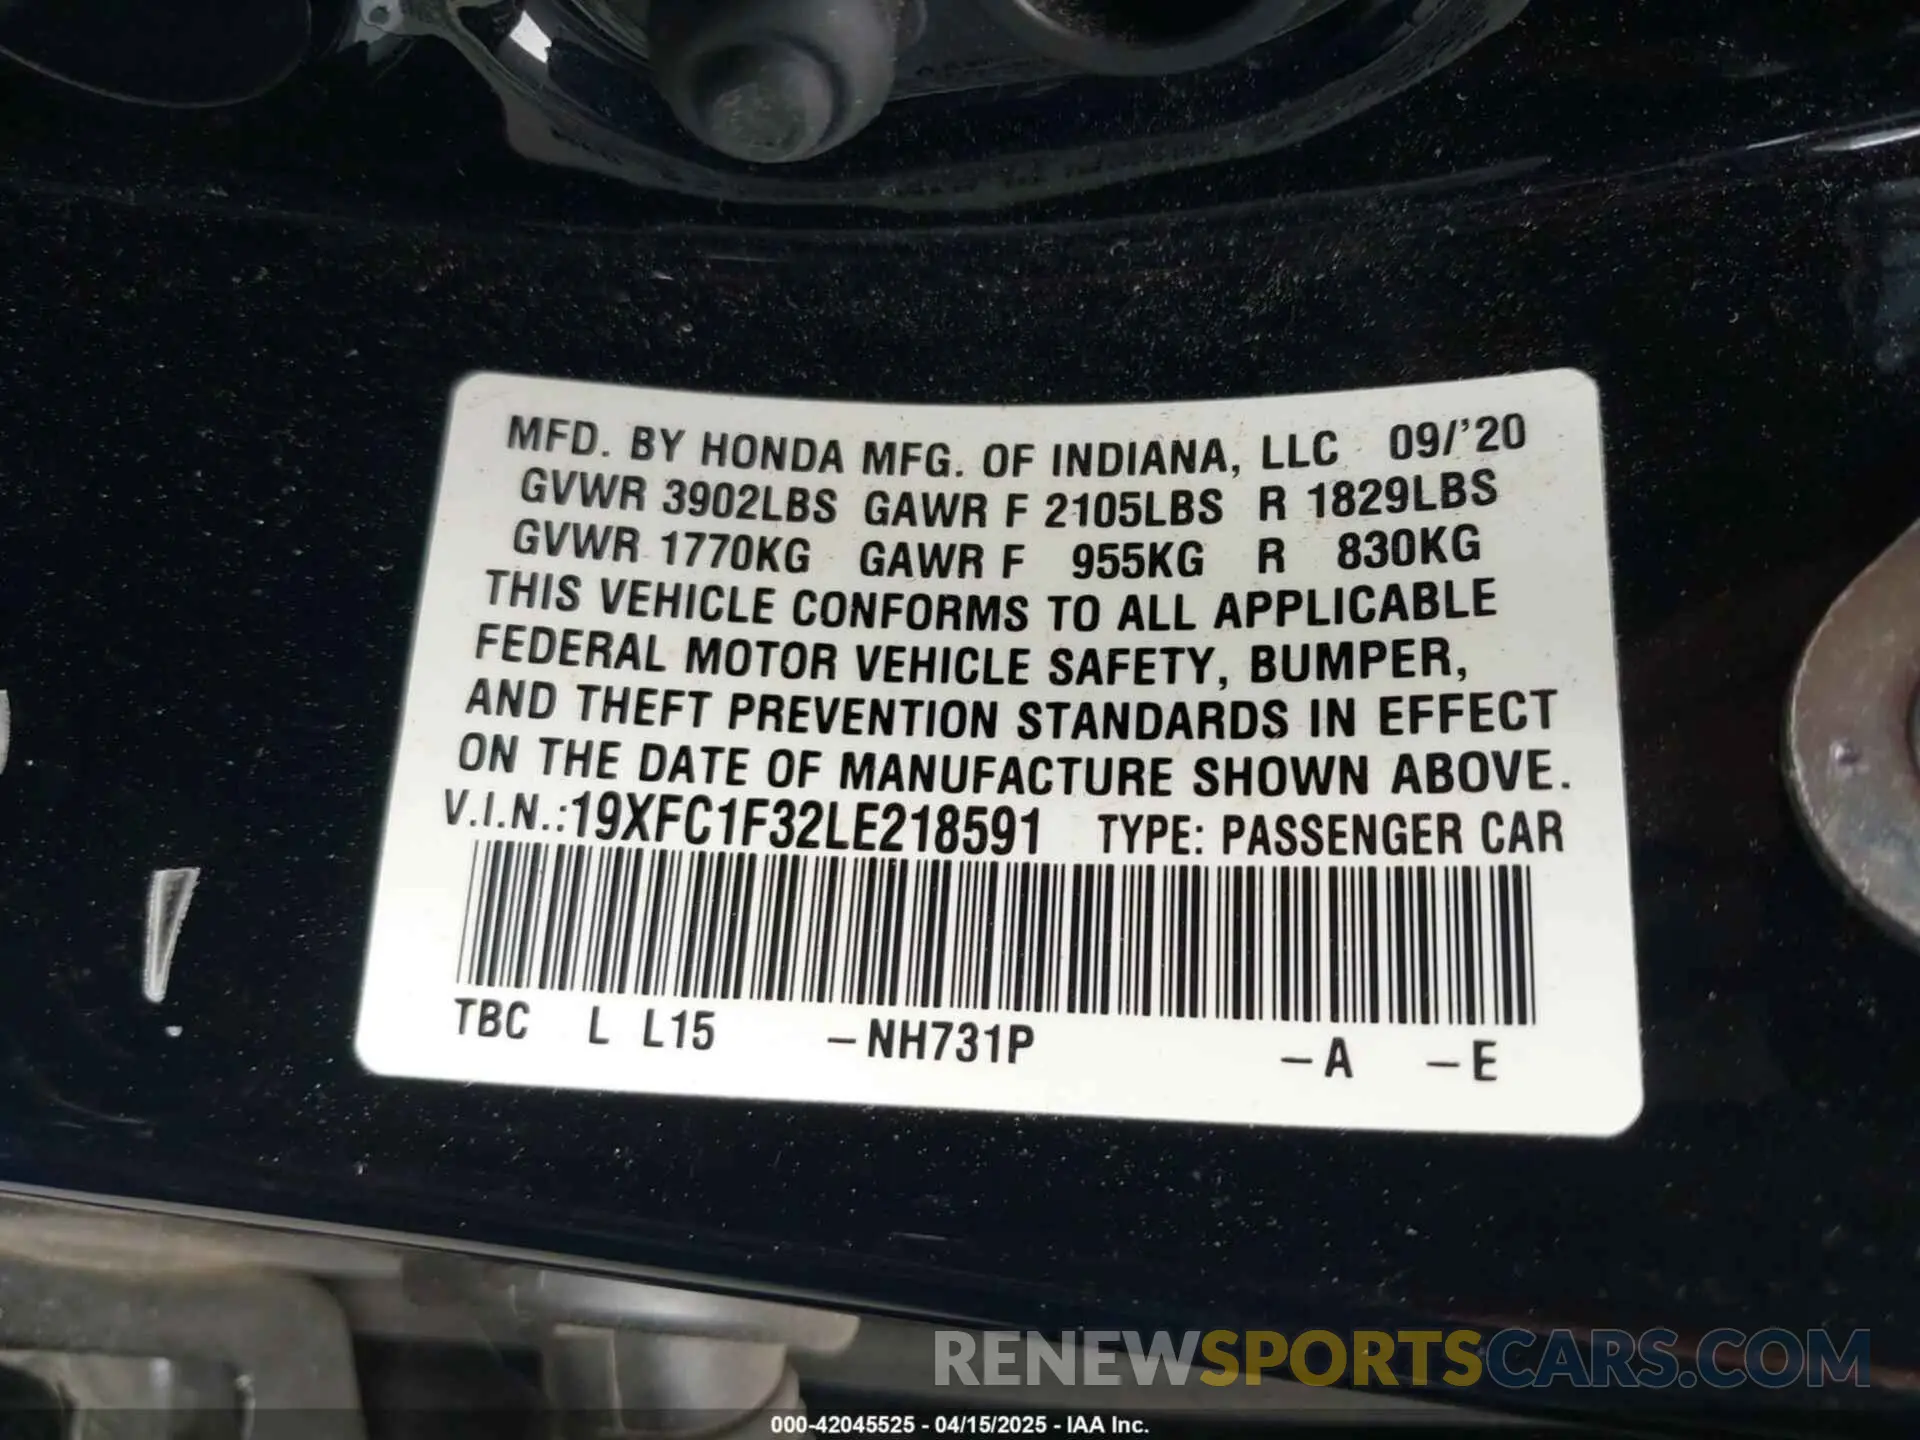 MFD. BY HONDA MFG. OF INDIANA, LLC 09/'20
GVWR 3902LBS GAWR F 2105LBS R 1829LBS
GVWR 1770KG GAWR F 955KG R 830KG
THIS VEHICLE CONFORMS TO ALL APPLICABLE
FEDERAL MOTOR VEHICLE SAFETY, BUMPER,
AND THEFT PREVENTION STANDARDS IN EFFECT
ON THE DATE OF MANUFACTURE SHOWN ABOVE.
V.I.N.:19XFC1F32LE218591 TYPE: PASSENGER CAR
TBC L L15 –NH731P –A –E
RENEWSPORTSCARS.COM
000-42045525 - 04/15/2025 - IAA Inc.